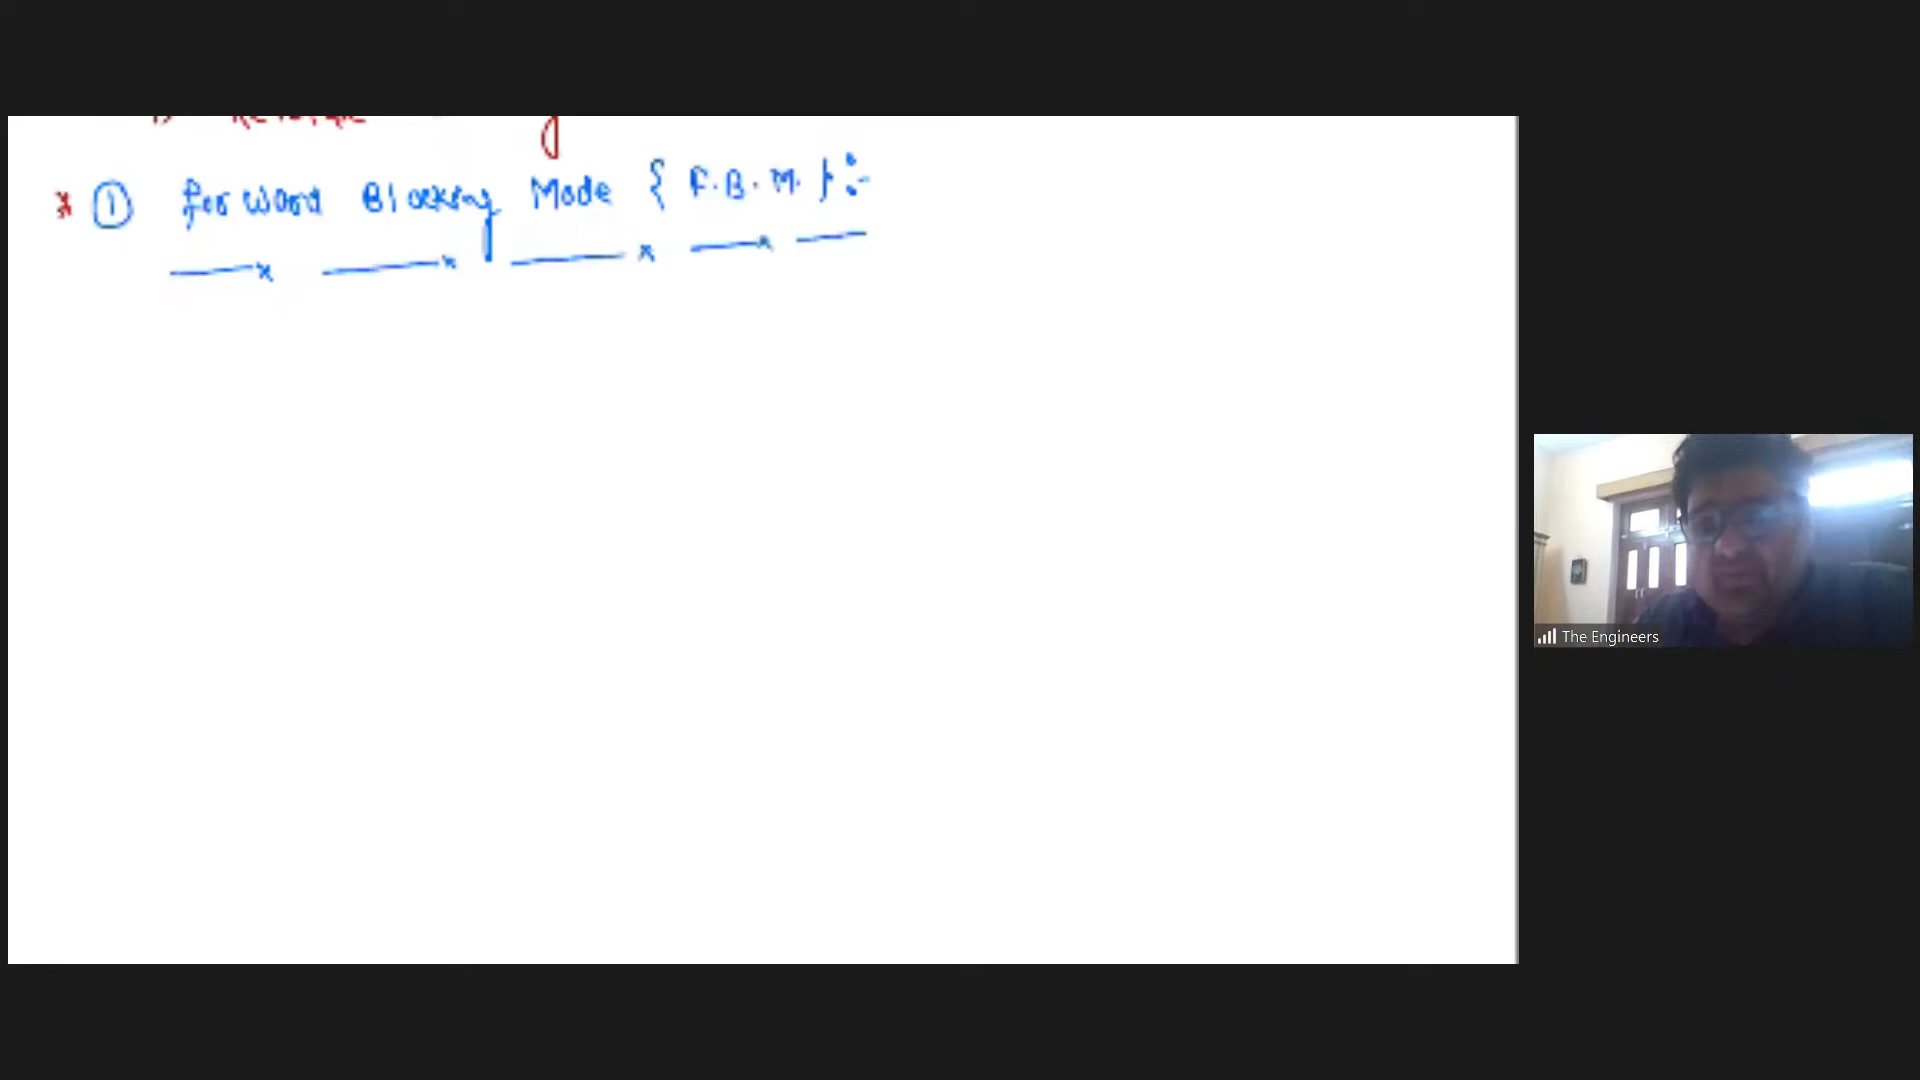 * ① Forward Blocking Mode { F.B.M. } :-
The Engineers